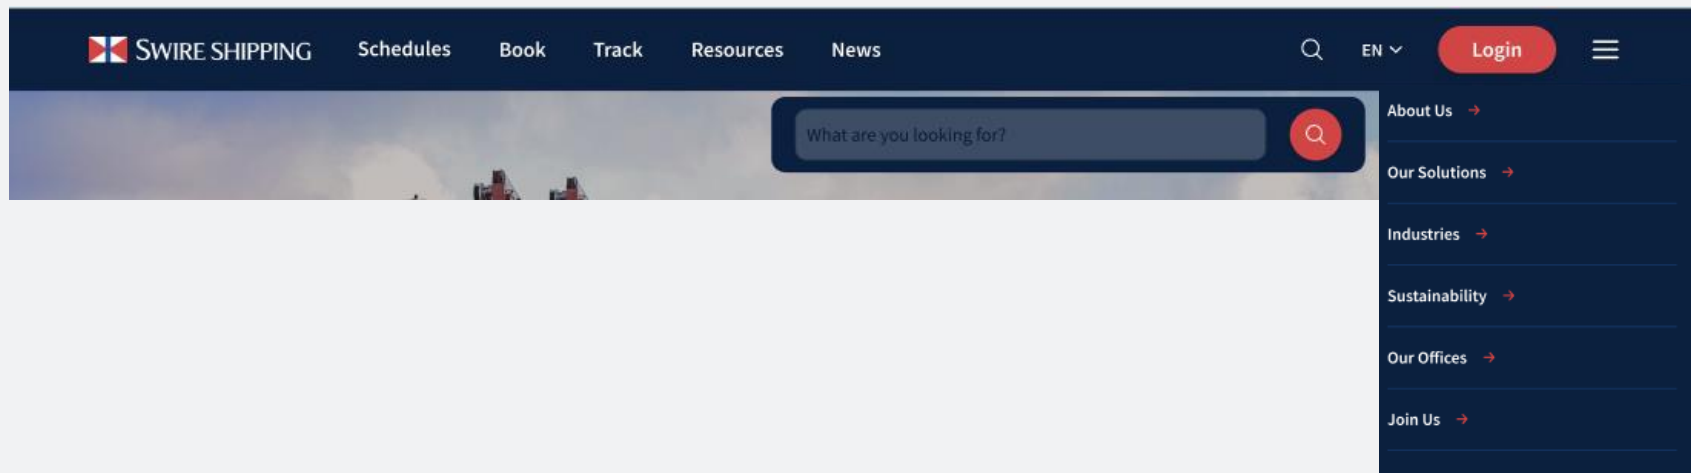 SWIRE SHIPPING Schedules Book Track Resources News EN Login
What are you looking for?
About Us
Our Solutions
Industries
Sustainability
Our Offices
Join Us